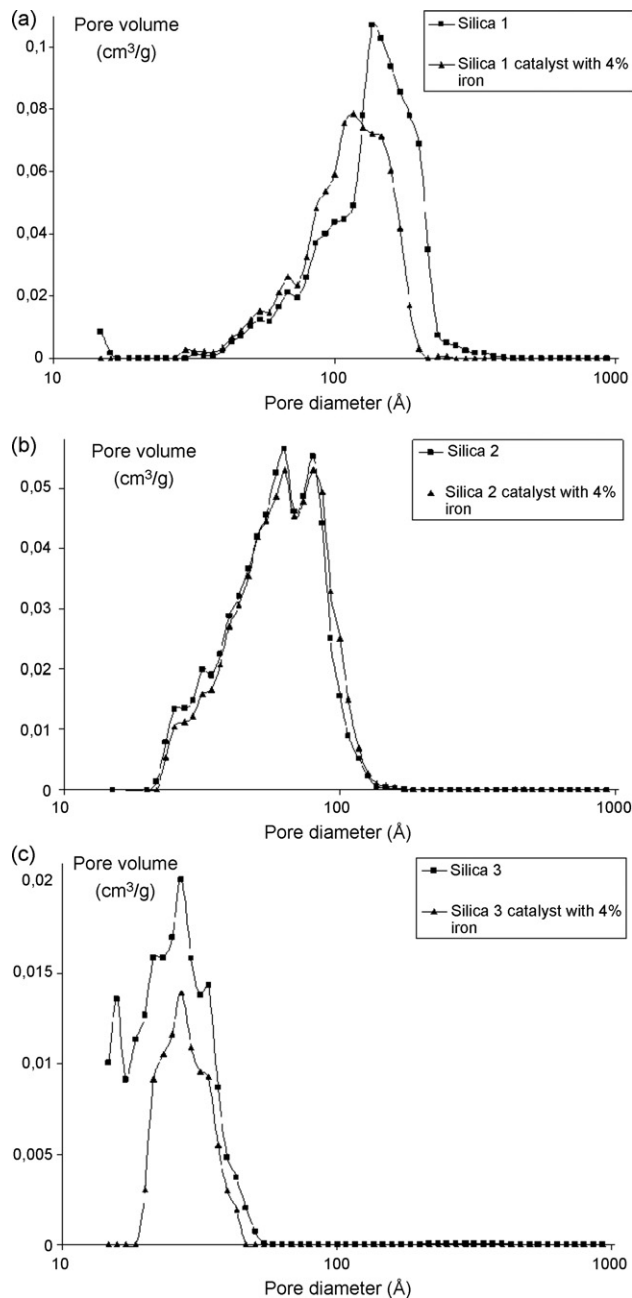 (a)
Pore volume
(cm³/g)
Silica 1
Silica 1 catalyst with 4%
iron
0,1
0,08
0,06
0,04
0,02
0
10
100
1000
Pore diameter (Å)
(b)
Pore volume
(cm³/g)
Silica 2
Silica 2 catalyst with 4%
iron
0,05
0,04
0,03
0,02
0,01
0
10
100
1000
Pore diameter (Å)
(c)
Pore volume
(cm³/g)
Silica 3
Silica 3 catalyst with 4%
iron
0,02
0,015
0,01
0,005
0
10
100
1000
Pore diameter (Å)